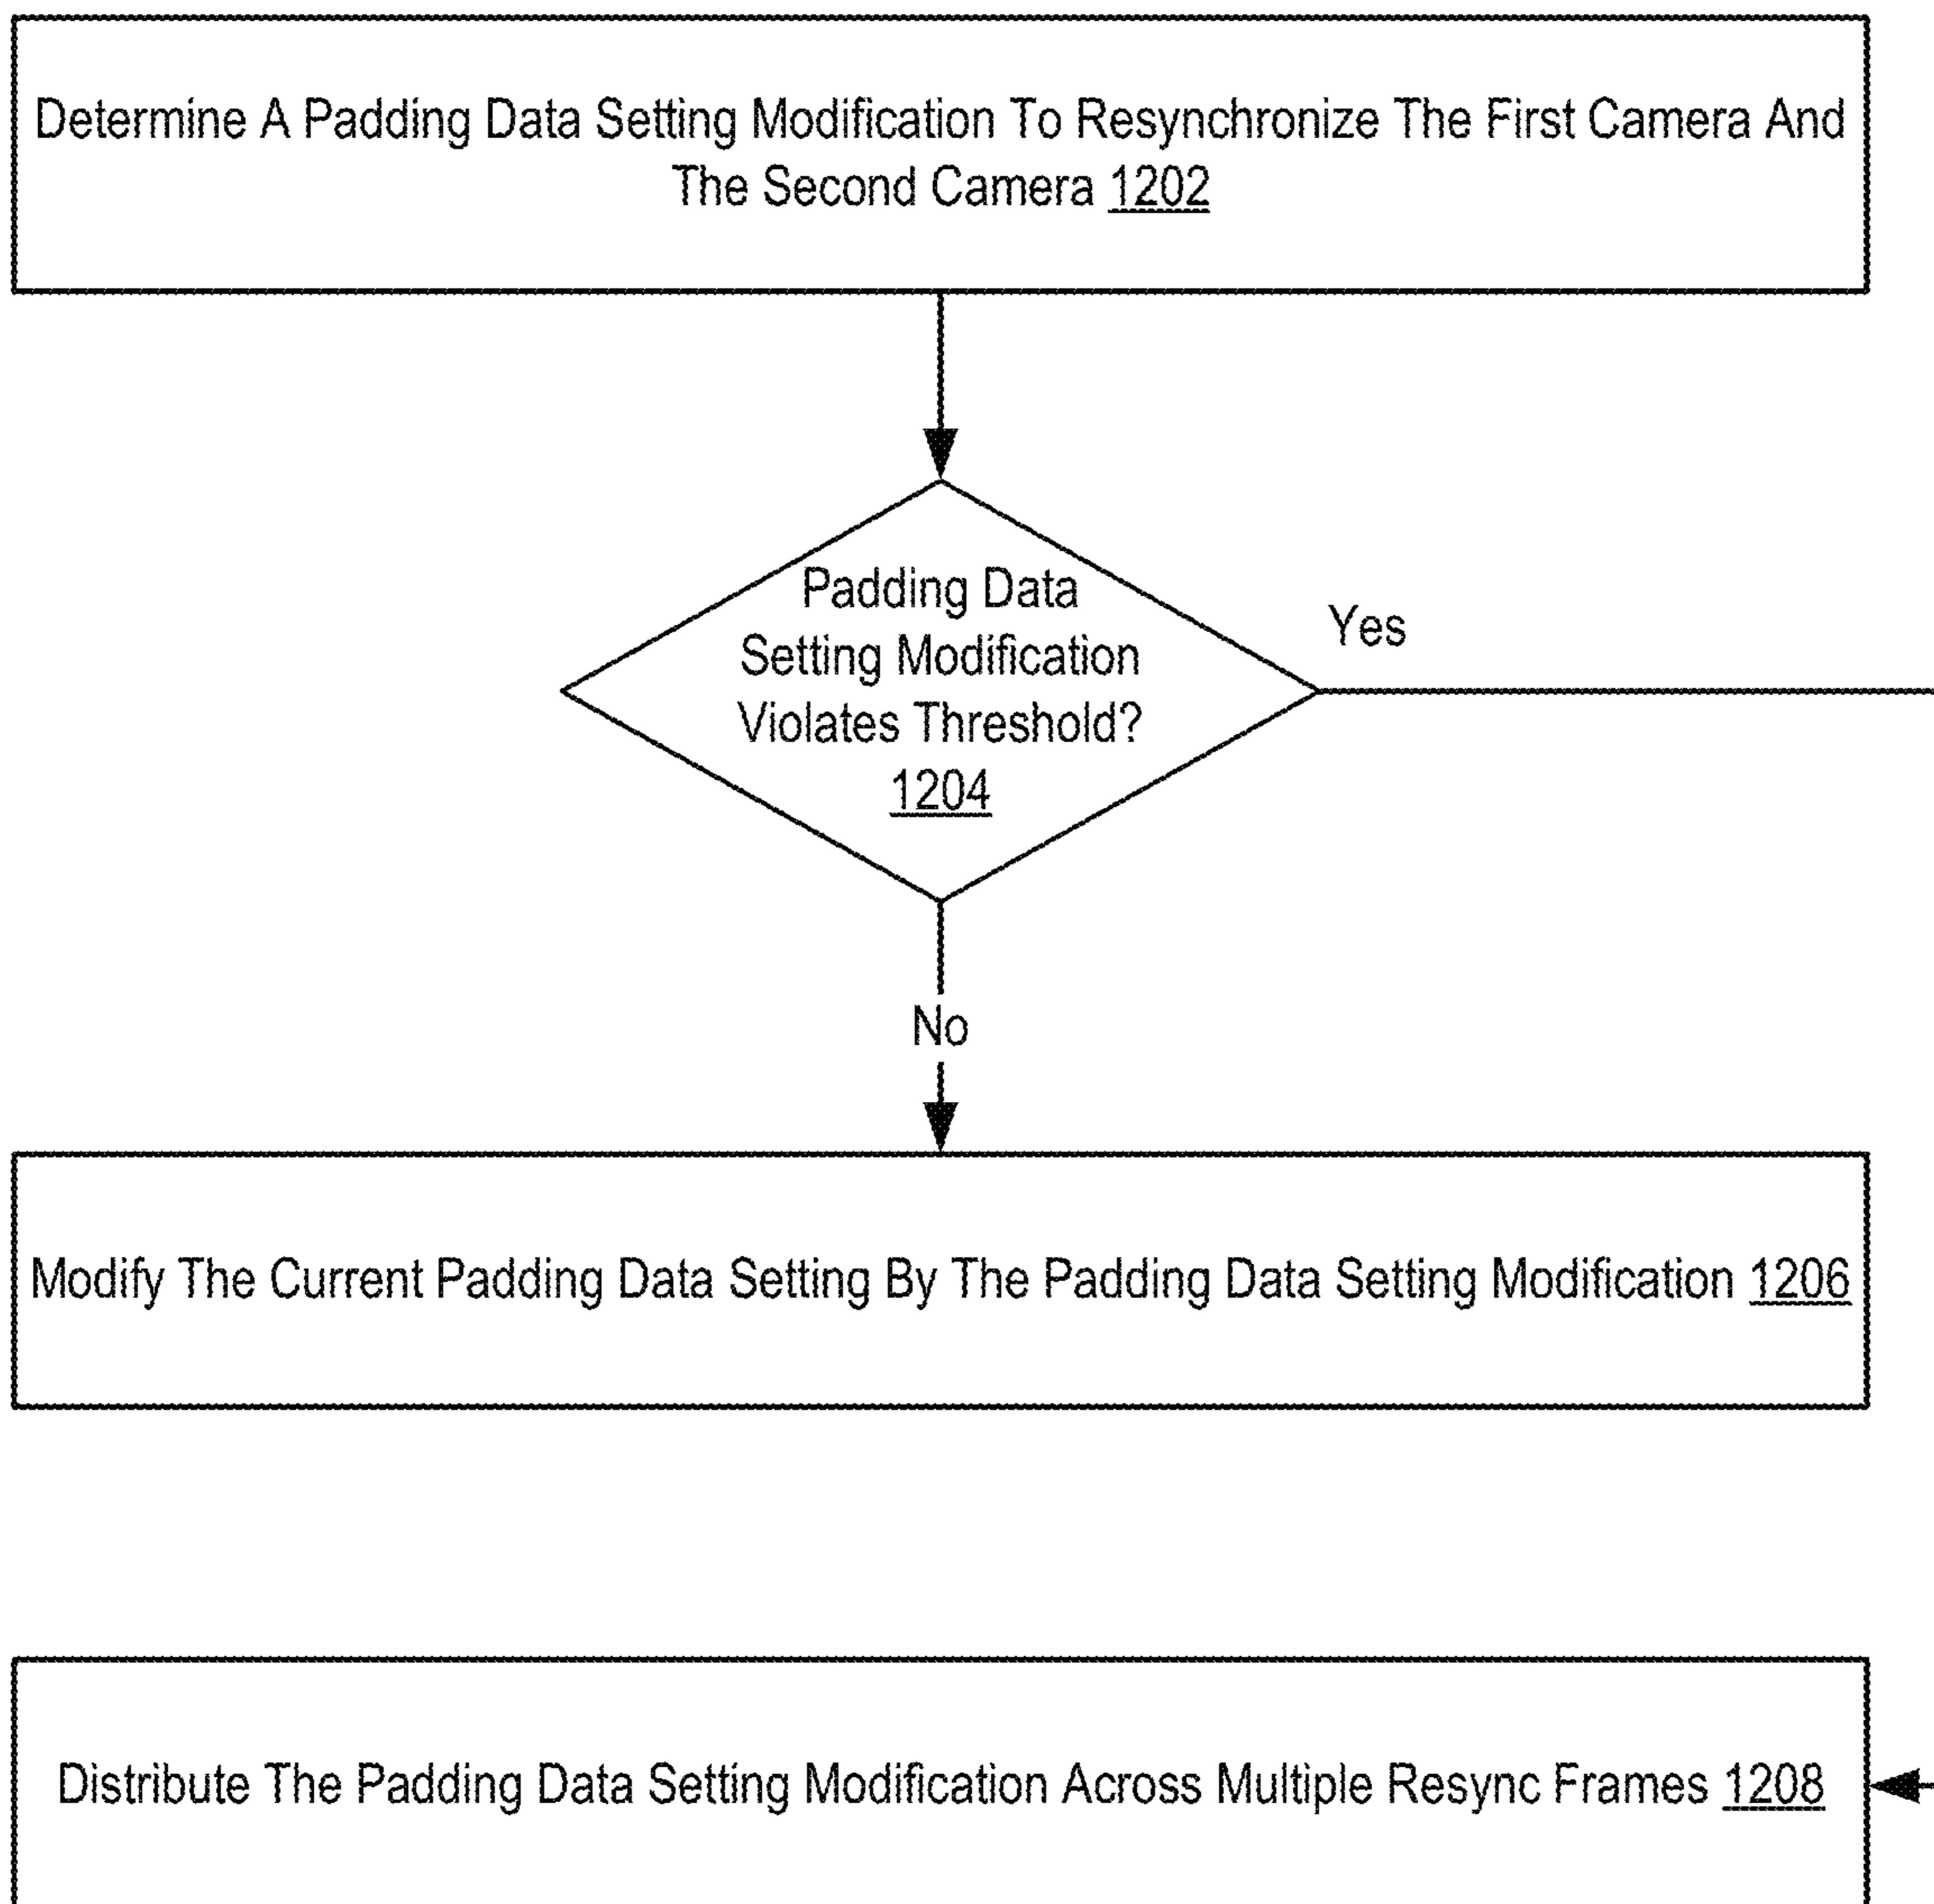 Determine A Padding Data Setting Modification To Resynchronize The First Camera And
The Second Camera 1202
Padding Data
Setting Modification
Violates Threshold?
1204
Yes
No
Modify The Current Padding Data Setting By The Padding Data Setting Modification 1206
Distribute The Padding Data Setting Modification Across Multiple Resync Frames 1208